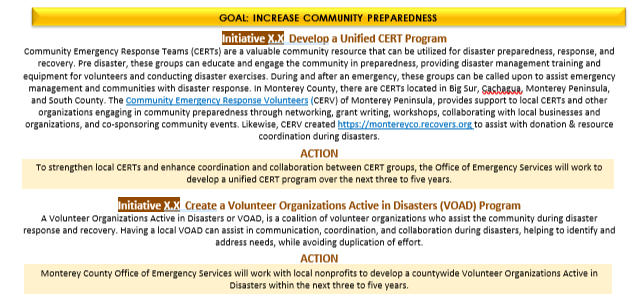 GOAL: INCREASE COMMUNITY PREPAREDNESS
Initiative X.X Develop a Unified CERT Program
Community Emergency Response Teams (CERTs) are a valuable community resource that can be utilized for disaster preparedness, response, and
recovery. Pre disaster, these groups can educate and engage the community in preparedness, providing disaster management training and
equipment for volunteers and conducting disaster exercises. During and after an emergency, these groups can be called upon to assist emergency
management and communities with disaster response. In Monterey County, there are CERTs located in Big Sur, Cachagua, Monterey Peninsula,
and South County. The Community Emergency Response Volunteers (CERV) of Monterey Peninsula, provides support to local CERTs and other
organizations engaging in community preparedness through networking, grant writing, workshops, collaborating with local businesses and
organizations, and co-sponsoring community events. Likewise, CERV created https://montereyco.recovers.org to assist with donation & resource
coordination during disasters.
ACTION
To strengthen local CERTs and enhance coordination and collaboration between CERT groups, the Office of Emergency Services will work to
develop a unified CERT program over the next three to five years.
Initiative X.X Create a Volunteer Organizations Active in Disasters (VOAD) Program
A Volunteer Organizations Active in Disasters or VOAD, is a coalition of volunteer organizations who assist the community during disaster
response and recovery. Having a local VOAD can assist in communication, coordination, and collaboration during disasters, helping to identify and
address needs, while avoiding duplication of effort.
ACTION
Monterey County Office of Emergency Services will work with local nonprofits to develop a countywide Volunteer Organizations Active in
Disasters within the next three to five years.